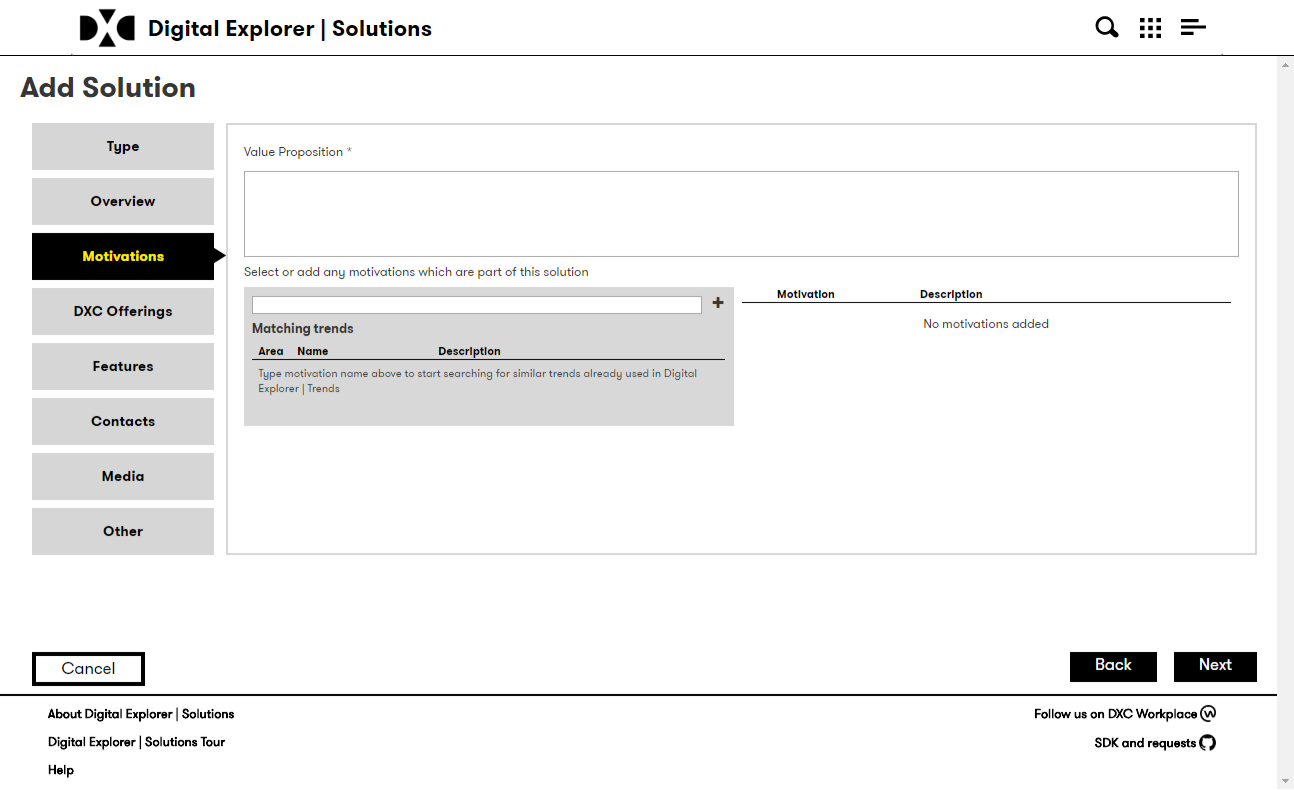 DXC Digital Explorer | Solutions
Add Solution
Type
Overview
Motivations
DXC Offerings
Features
Contacts
Media
Other
Value Proposition *
Select or add any motivations which are part of this solution
+
Matching trends
Area Name Description
Type motivation name above to start searching for similar trends already used in Digital
Explorer | Trends
Motivation Description
No motivations added
Cancel
Back
Next
About Digital Explorer | Solutions
Digital Explorer | Solutions Tour
Help
Follow us on DXC Workplace
SDK and requests